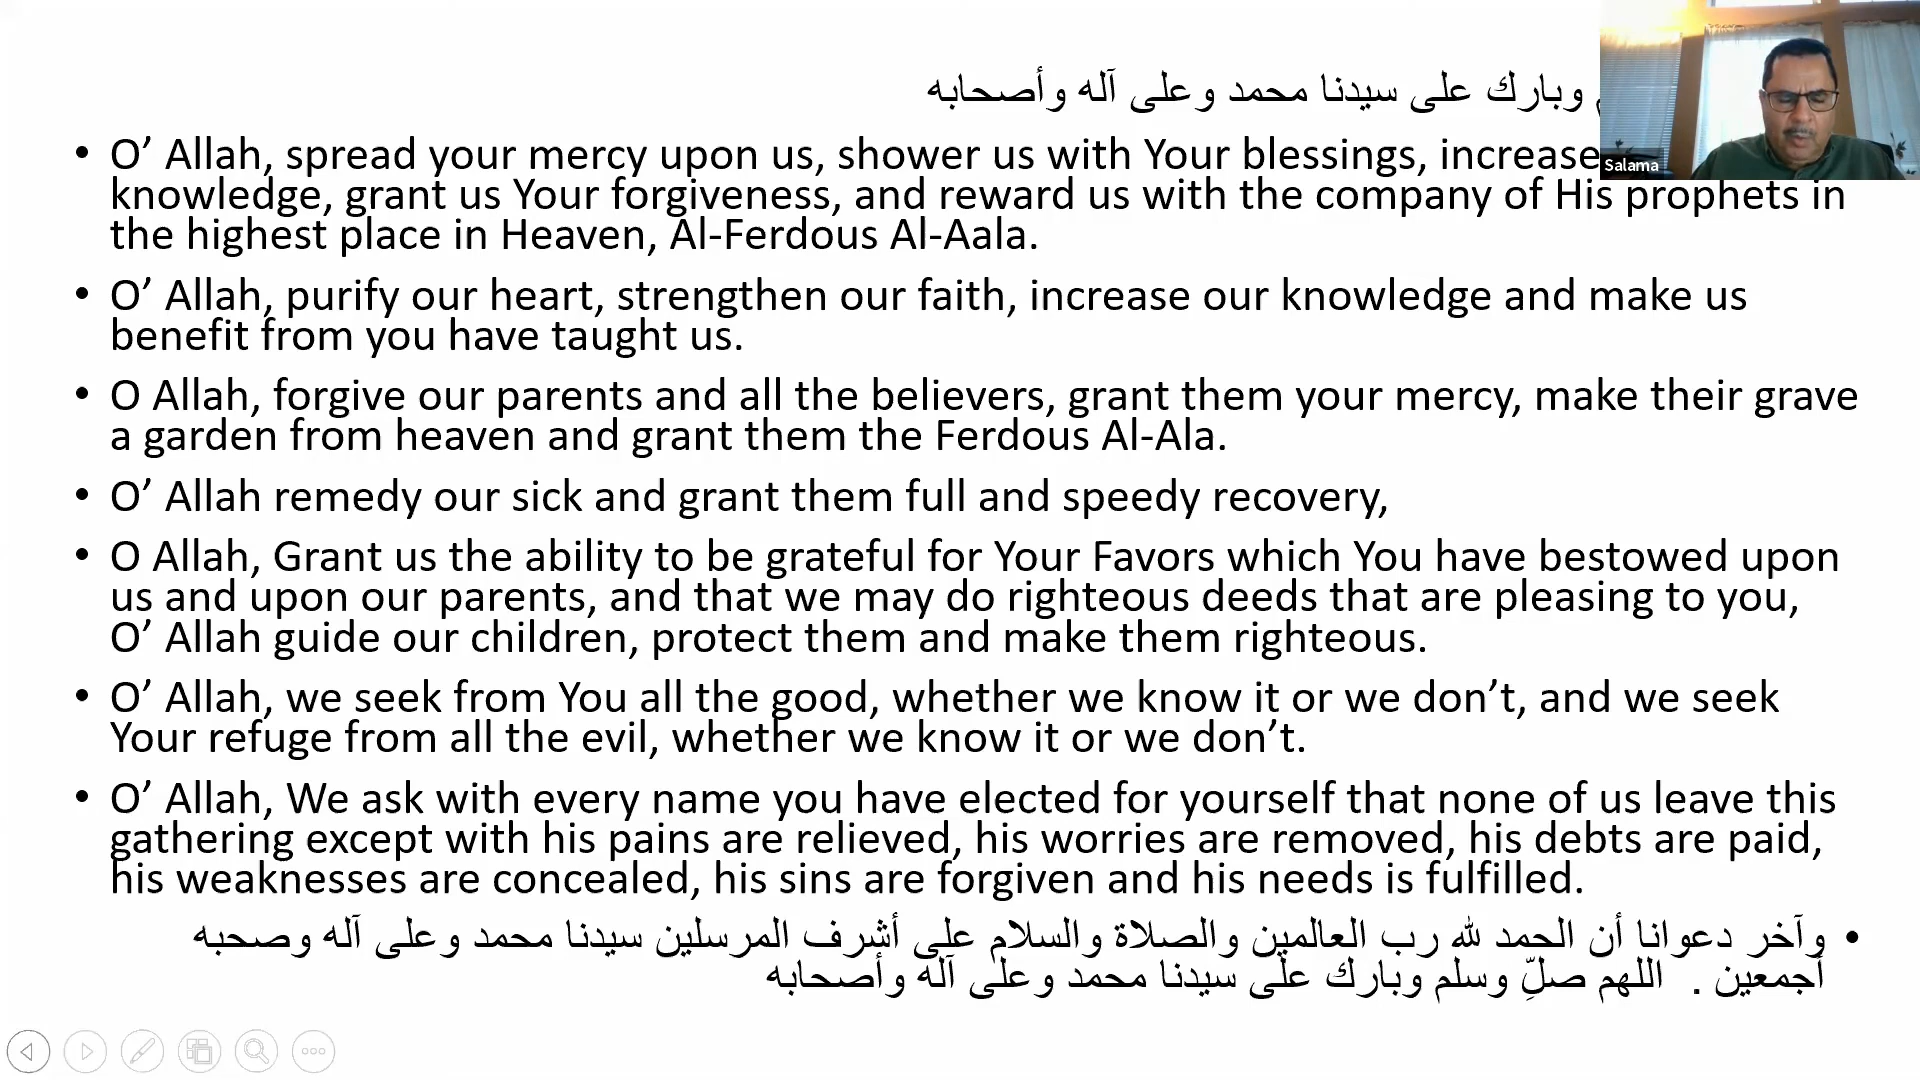 وبارك على سيدنا محمد وعلى آله وأصحابه
• O’ Allah, spread your mercy upon us, shower us with Your blessings, increase
Salama
knowledge, grant us Your forgiveness, and reward us with the company of His prophets in
the highest place in Heaven, Al-Ferdous Al-Aala.
• O’ Allah, purify our heart, strengthen our faith, increase our knowledge and make us
benefit from you have taught us.
• O Allah, forgive our parents and all the believers, grant them your mercy, make their grave
a garden from heaven and grant them the Ferdous Al-Ala.
• O’ Allah remedy our sick and grant them full and speedy recovery,
• O Allah, Grant us the ability to be grateful for Your Favors which You have bestowed upon
us and upon our parents, and that we may do righteous deeds that are pleasing to you,
O’ Allah guide our children, protect them and make them righteous.
• O’ Allah, we seek from You all the good, whether we know it or we don’t, and we seek
Your refuge from all the evil, whether we know it or we don’t.
• O’ Allah, We ask with every name you have elected for yourself that none of us leave this
gathering except with his pains are relieved, his worries are removed, his debts are paid,
his weaknesses are concealed, his sins are forgiven and his needs is fulfilled.
• وآخر دعوانا أن الحمد لله رب العالمين والصلاة والسلام على أشرف المرسلين سيدنا محمد وعلى آله وصحبه
أجمعين . اللهم صلِّ وسلم وبارك على سيدنا محمد وعلى آله وأصحابه